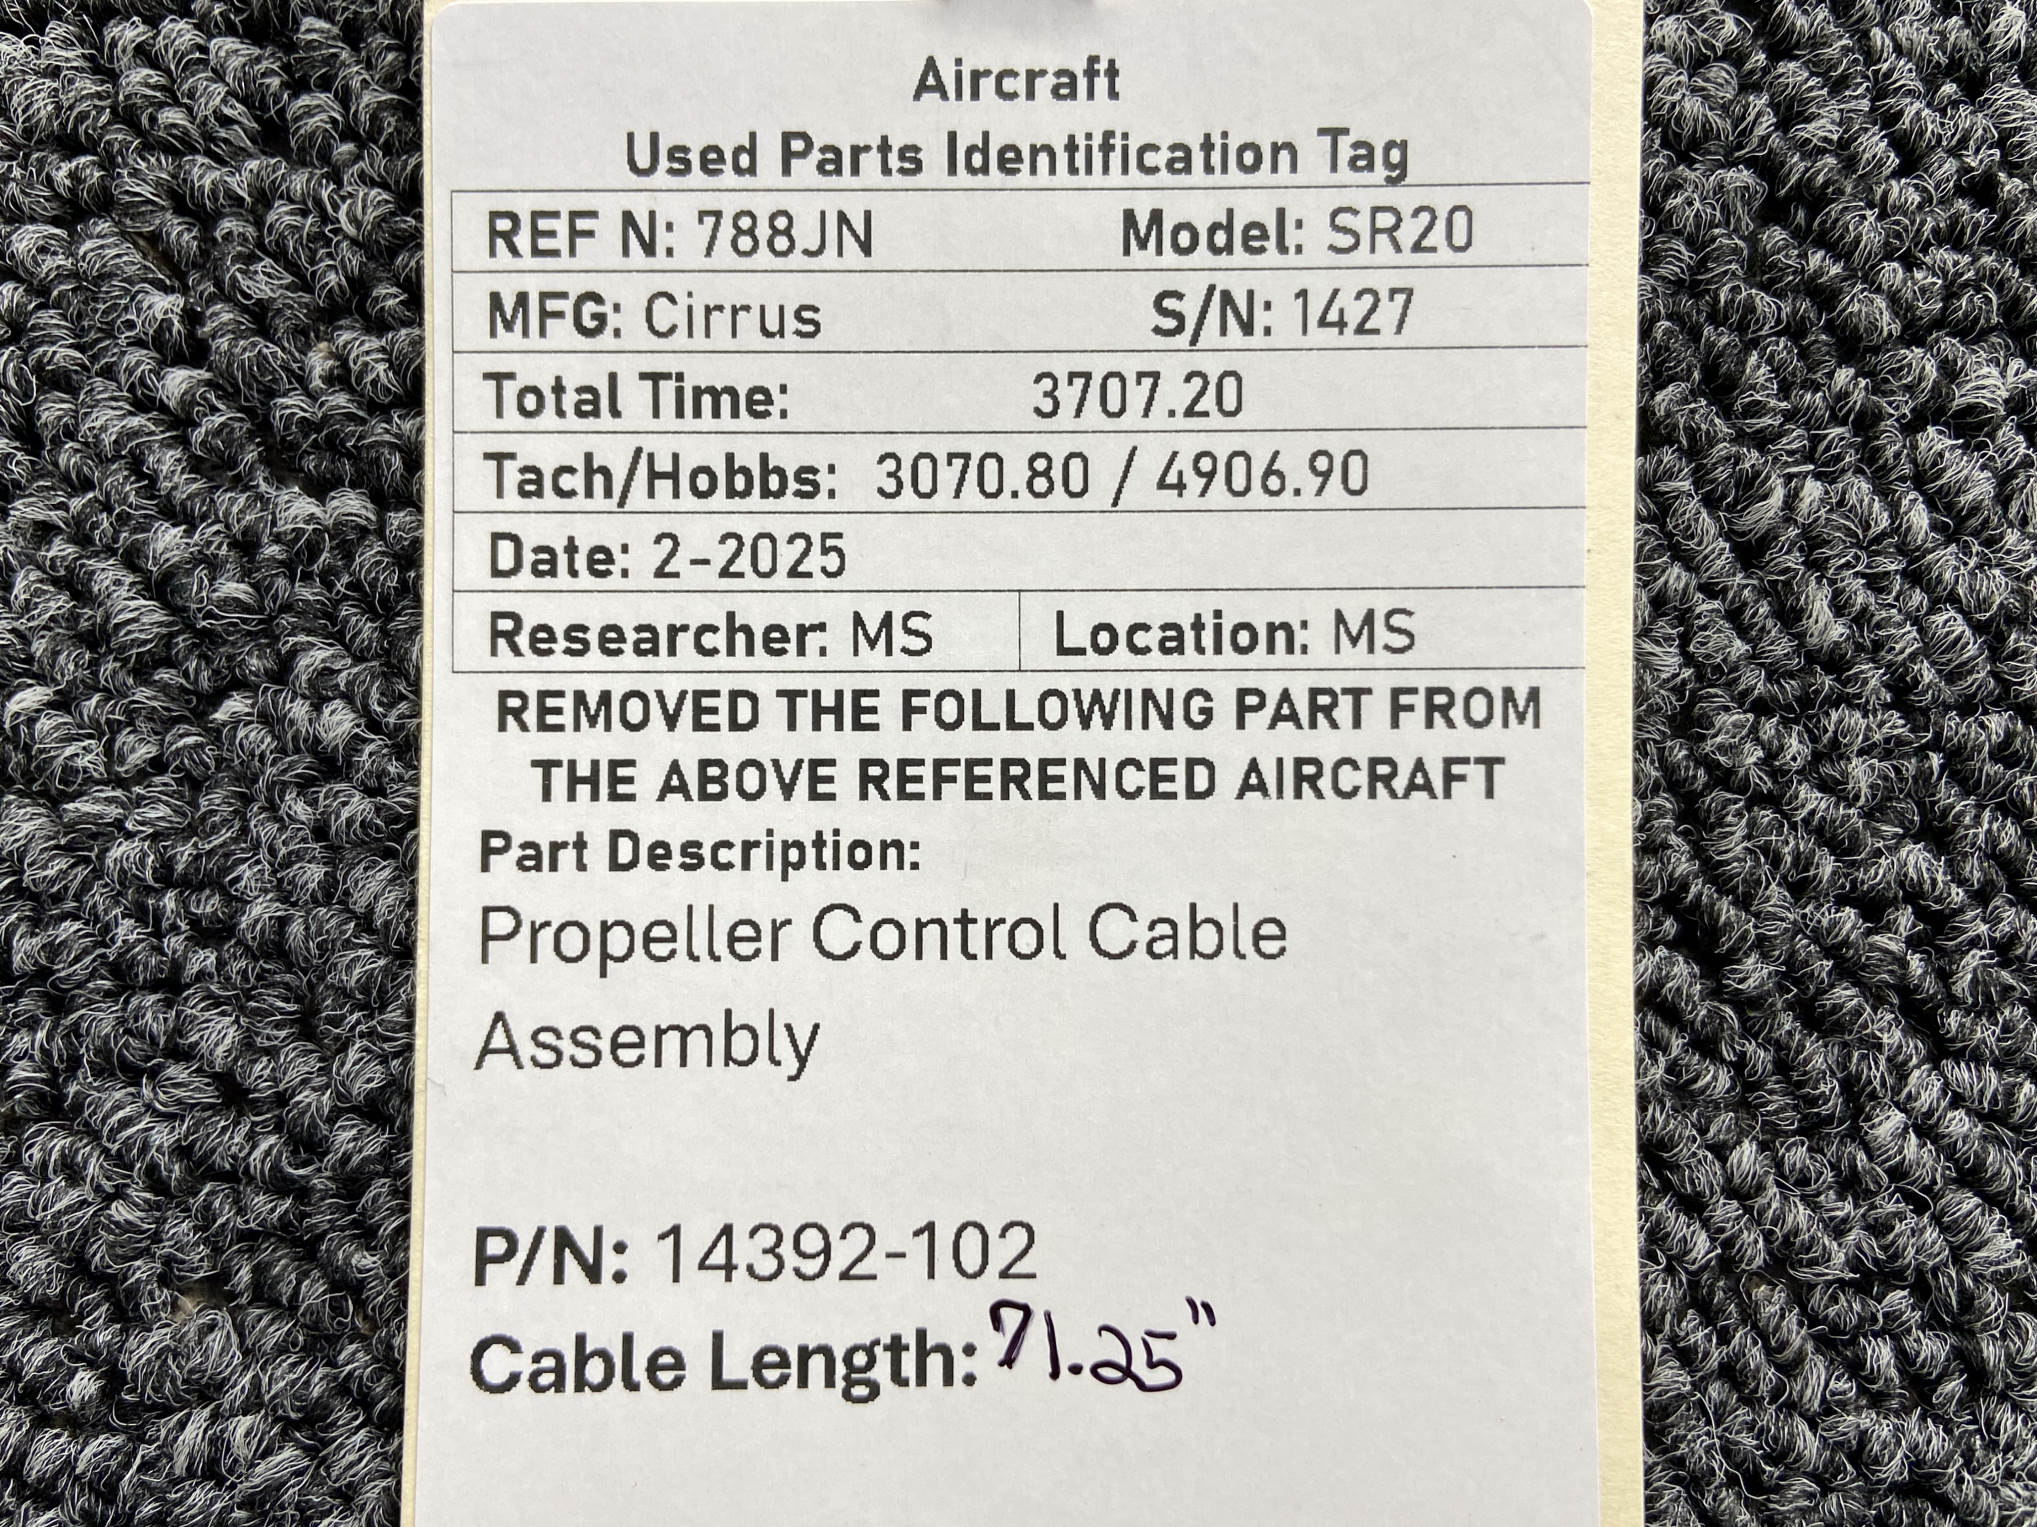 Aircraft
Used Parts Identification Tag
REF N: 788JN Model: SR20
MFG: Cirrus S/N: 1427
Total Time: 3707.20
Tach/Hobbs: 3070.80 / 4906.90
Date: 2-2025
Researcher: MS Location: MS
REMOVED THE FOLLOWING PART FROM
THE ABOVE REFERENCED AIRCRAFT
Part Description:
Propeller Control Cable
Assembly
P/N: 14392-102
Cable Length: 71.25"